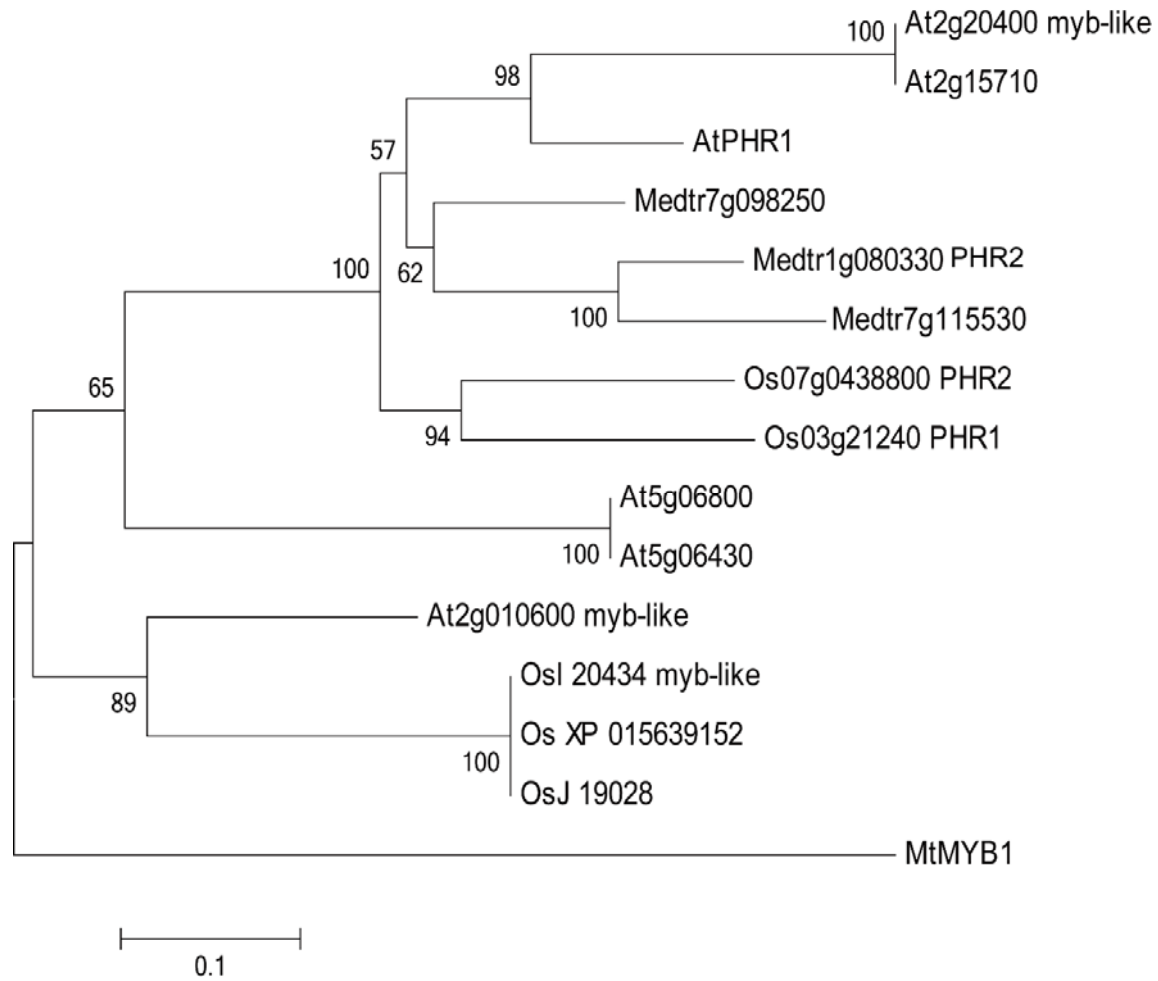 100
At2g20400 myb-like
At2g15710
98
AtPHR1
57
Medtr7g098250
Medtr1g080330 PHR2
100
62
100
Medtr7g115530
Os07g0438800 PHR2
65
94
Os03g21240 PHR1
At5g06800
100
At5g06430
At2g010600 myb-like
OsI 20434 myb-like
89
Os XP 015639152
100
OsJ 19028
MtMYB1
0.1